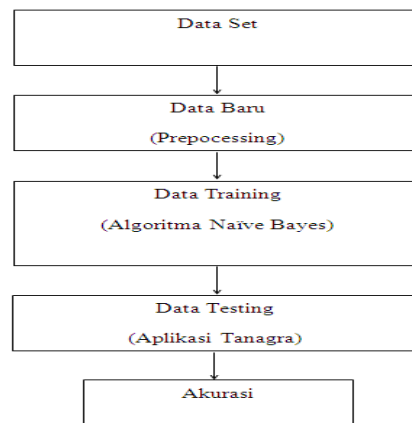 Data Set
Data Baru
(Prepocessing)
Data Training
(Algoritma Naïve Bayes)
Data Testing
(Aplikasi Tanagra)
Akurasi